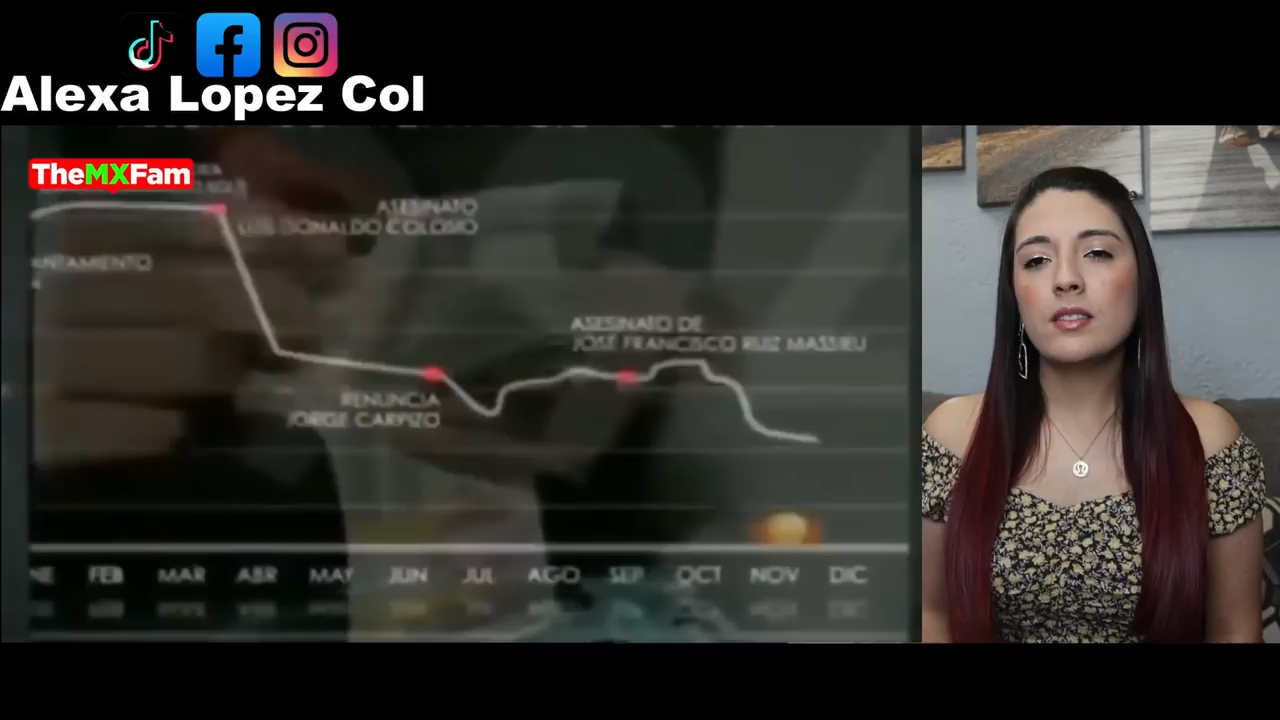 Alexa Lopez Col
TheMXFam
ASESINATO
LUIS DONALDO COLOSIO
ASESINATO DE
JOSÉ FRANCISCO RUIZ MASSIEU
RENUNCIA
JORGE CARPIZO
FEB MAR ABR MAY JUN JUL AGO SEP OCT NOV DIC